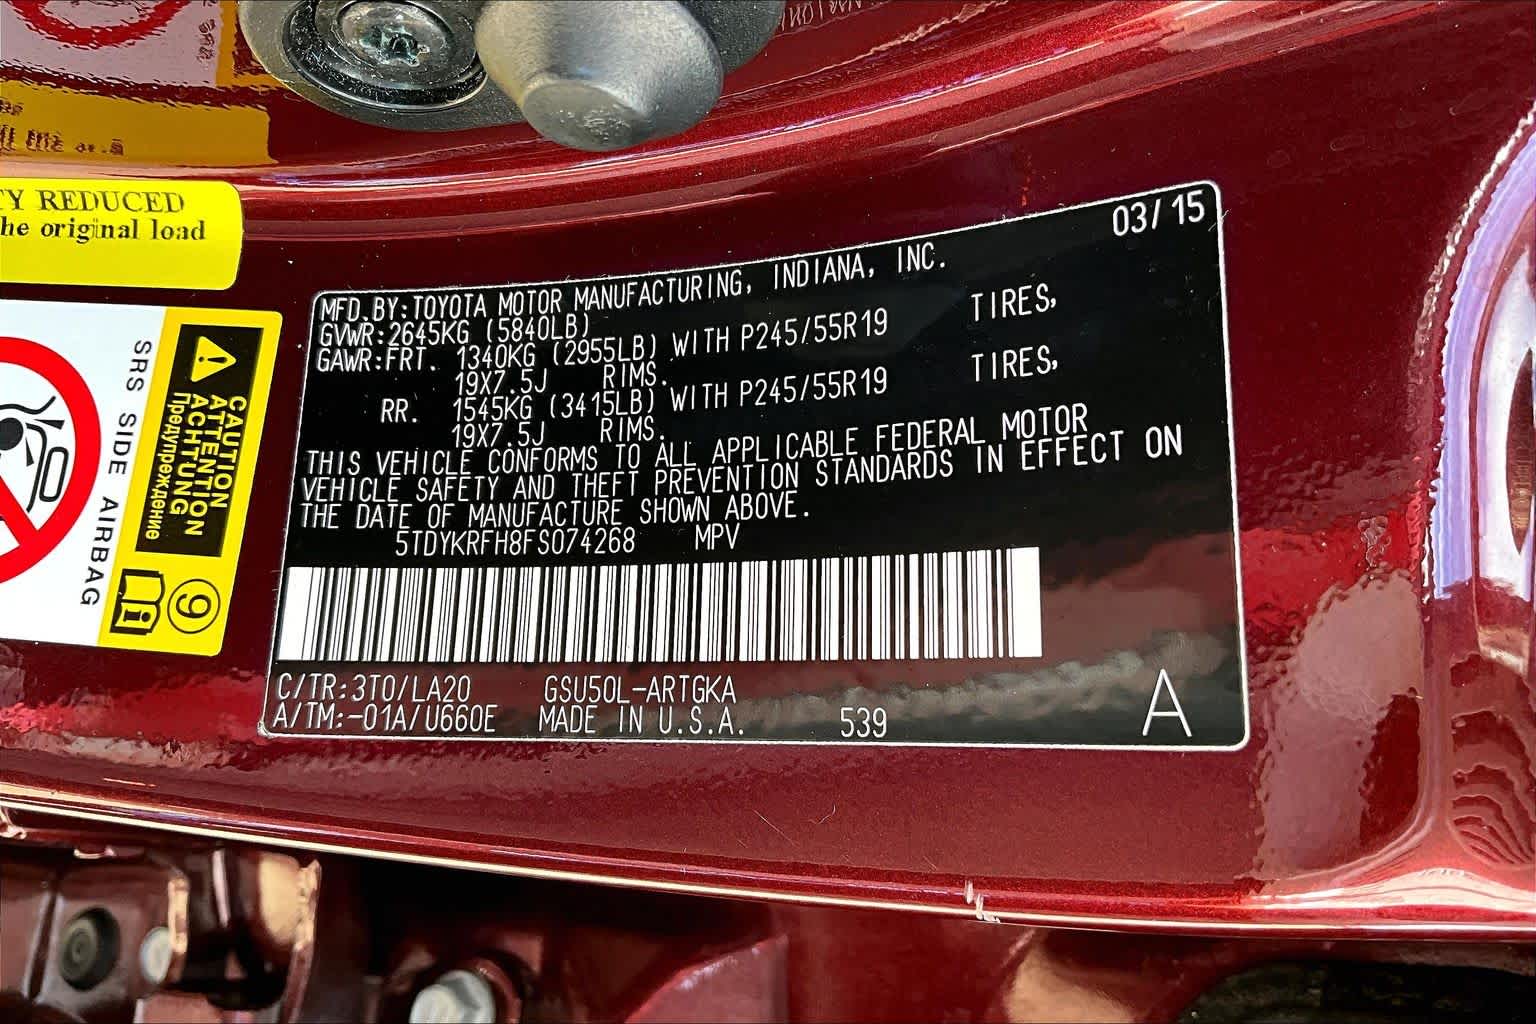 TY REDUCED
he original load
SRS SIDE AIRBAG
CAUTION
ATTENTION
ACHTUNG
Предупреждение
9
03/15
MFD.BY:TOYOTA MOTOR MANUFACTURING, INDIANA, INC.
GVWR:2645KG (5840LB)
GAWR:FRT. 1340KG (2955LB) WITH P245/55R19 TIRES,
19X7.5J RIMS.
RR. 1545KG (3415LB) WITH P245/55R19 TIRES,
19X7.5J RIMS.
THIS VEHICLE CONFORMS TO ALL APPLICABLE FEDERAL MOTOR
VEHICLE SAFETY AND THEFT PREVENTION STANDARDS IN EFFECT ON
THE DATE OF MANUFACTURE SHOWN ABOVE.
5TDYKRFH8FS074268 MPV
C/TR:3T0/LA20 GSU50L-ARTGKA
A/TM:-01A/U660E MADE IN U.S.A. 539 A